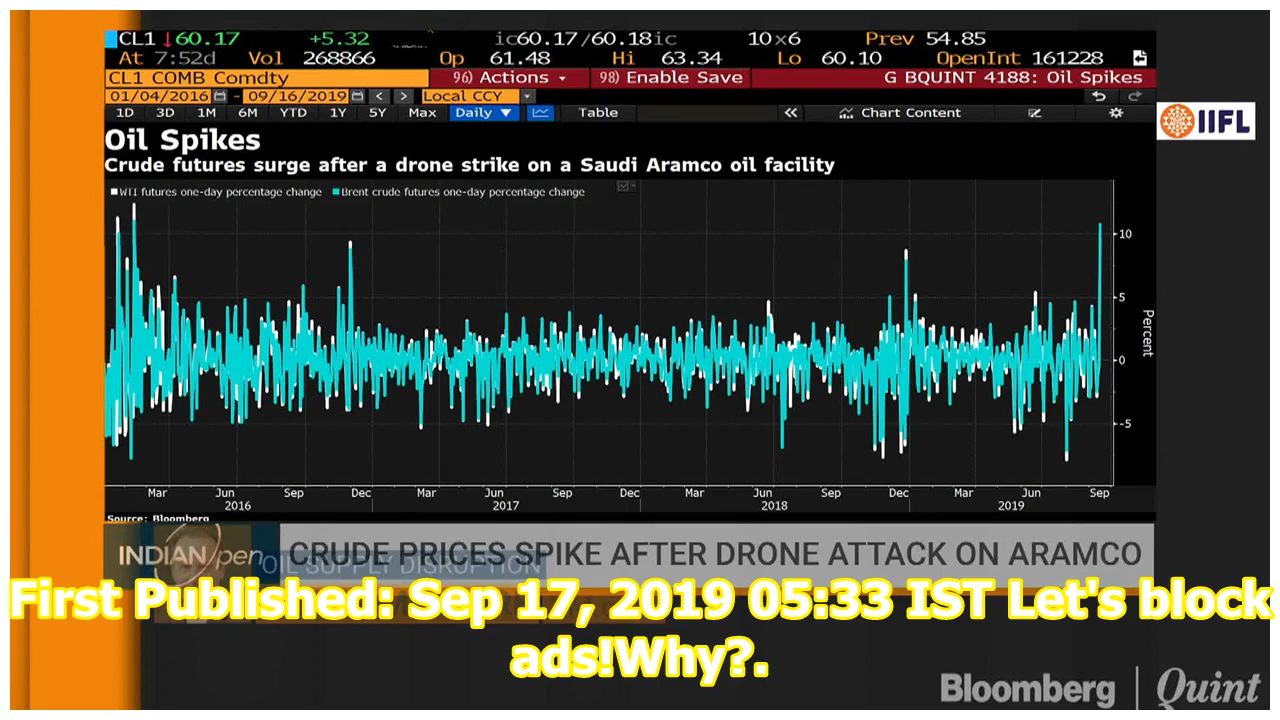 CL1 ↓60.17 +5.32 ic60.17/60.18ic 10×6 Prev 54.85
At 7:52d Vol 268866 Op 61.48 Hi 63.34 Lo 60.10 OpenInt 161228
CL1 COMB Comdty 96) Actions 98) Enable Save G BQUINT 4188: Oil Spikes
01/04/2016 - 09/16/2019 < > Local CCY
1D 3D 1M 6M YTD 1Y 5Y Max Daily ▼ Table « Chart Content
IIFL
Oil Spikes
Crude futures surge after a drone strike on a Saudi Aramco oil facility
WTI futures one-day percentage change Brent crude futures one-day percentage change
10
5
0
-5
Percent
Mar Jun Sep Dec Mar Jun Sep Dec Mar Jun Sep Dec Mar Jun Sep
2016 2017 2018 2019
Source: Bloomberg
INDIAN open CRUDE PRICES SPIKE AFTER DRONE ATTACK ON ARAMCO
OIL SUPPLY DISRUPTION
First Published: Sep 17, 2019 05:33 IST Let's block
ads!Why?.
Bloomberg | Quint